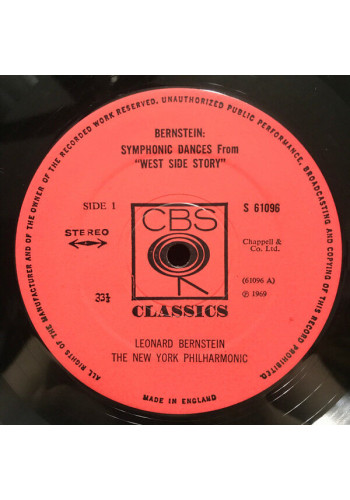 ALL RIGHTS OF THE MANUFACTURER AND OF THE OWNER OF THE RECORDED WORK RESERVED. UNAUTHORIZED PUBLIC PERFORMANCE, BROADCASTING AND COPYING OF THIS RECORD PROHIBITED.
BERNSTEIN:
SYMPHONIC DANCES From
"WEST SIDE STORY"
SIDE 1
CBS
S 61096
STEREO
Chappell &
Co. Ltd.
33⅓
(61096 A)
℗ 1969
CLASSICS
LEONARD BERNSTEIN
THE NEW YORK PHILHARMONIC
MADE IN ENGLAND